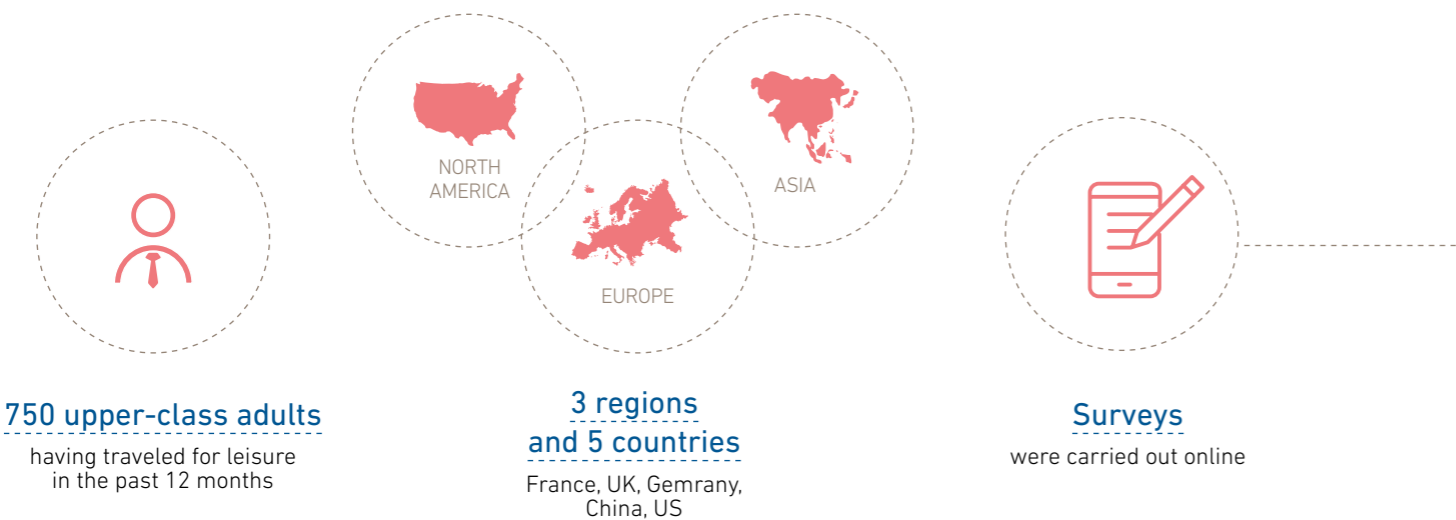 NORTH
AMERICA
ASIA
EUROPE
750 upper-class adults
having traveled for leisure
in the past 12 months
3 regions
and 5 countries
France, UK, Gemrany,
China, US
Surveys
were carried out online